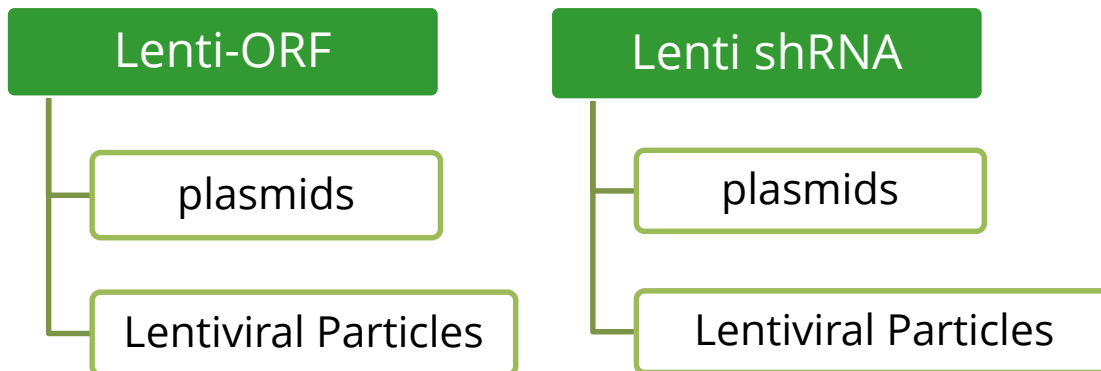 Lenti-ORF
plasmids
Lentiviral Particles
Lenti shRNA
plasmids
Lentiviral Particles